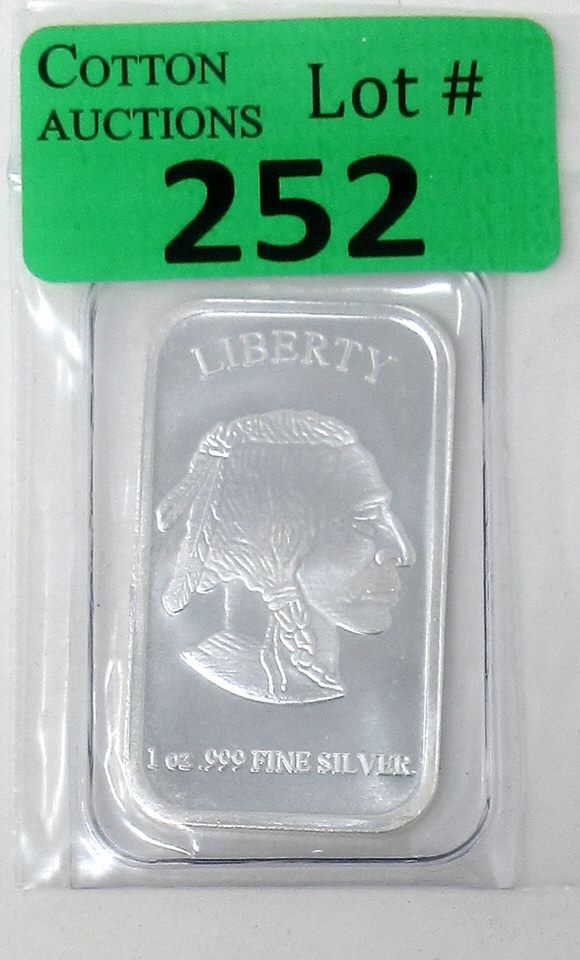 COTTON
AUCTIONS
Lot #
252
LIBERTY
1 oz .999 FINE SILVER